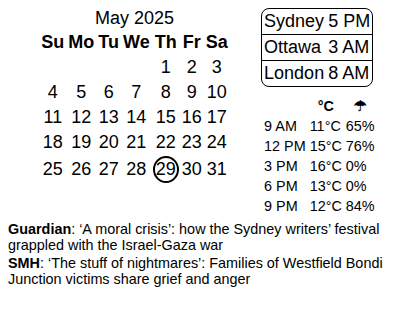 May 2025
Su Mo Tu We Th Fr Sa
1 2 3
4 5 6 7 8 9 10
11 12 13 14 15 16 17
18 19 20 21 22 23 24
25 26 27 28 29 30 31
Sydney 5 PM
Ottawa 3 AM
London 8 AM
°C ☂
9 AM 11°C 65%
12 PM 15°C 76%
3 PM 16°C 0%
6 PM 13°C 0%
9 PM 12°C 84%
Guardian: ‘A moral crisis’: how the Sydney writers’ festival
grappled with the Israel-Gaza war
SMH: ‘The stuff of nightmares’: Families of Westfield Bondi
Junction victims share grief and anger